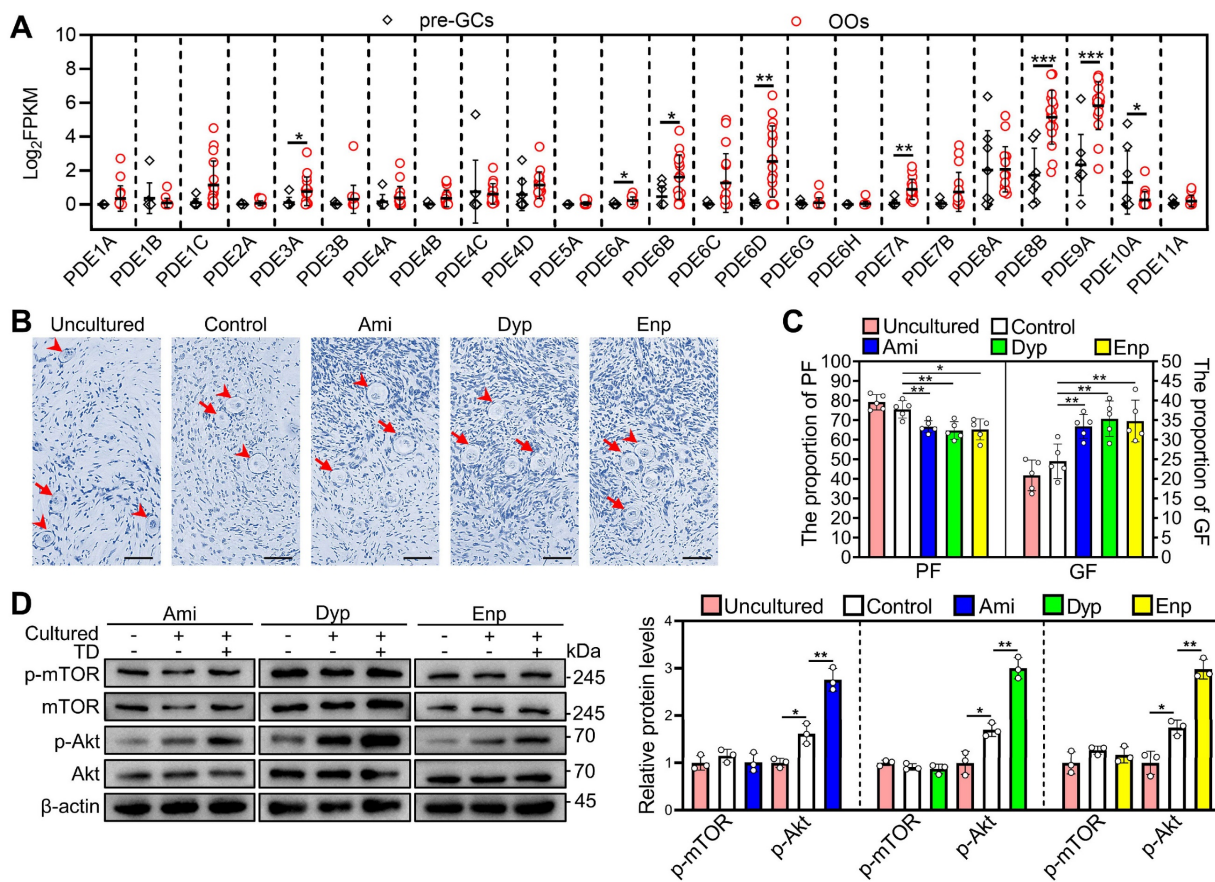 A
pre-GCs
OOs
Log2FPKM
10
8
6
4
2
0
*
*
*
**
**
***
***
*
PDE1A
PDE1B
PDE1C
PDE2A
PDE3A
PDE3B
PDE4A
PDE4B
PDE4C
PDE4D
PDE5A
PDE6A
PDE6B
PDE6C
PDE6D
PDE6G
PDE6H
PDE7A
PDE7B
PDE8A
PDE8B
PDE9A
PDE10A
PDE11A
B
Uncultured Control Ami Dyp Enp
C
Uncultured Control
Ami Dyp Enp
The proportion of PF
100
90
80
70
60
50
40
30
20
10
0
*
**
**
**
**
**
50
45
40
35
30
25
20
15
10
5
0
The proportion of GF
PF GF
D
Ami Dyp Enp
Cultured - + + - + + - + +
TD - - + - - + - - + kDa
p-mTOR 245
mTOR 245
p-Akt 70
Akt 70
β-actin 45
Uncultured Control Ami Dyp Enp
Relative protein levels
4
3
2
1
0
*
**
*
**
*
**
p-mTOR
p-Akt
p-mTOR
p-Akt
p-mTOR
p-Akt